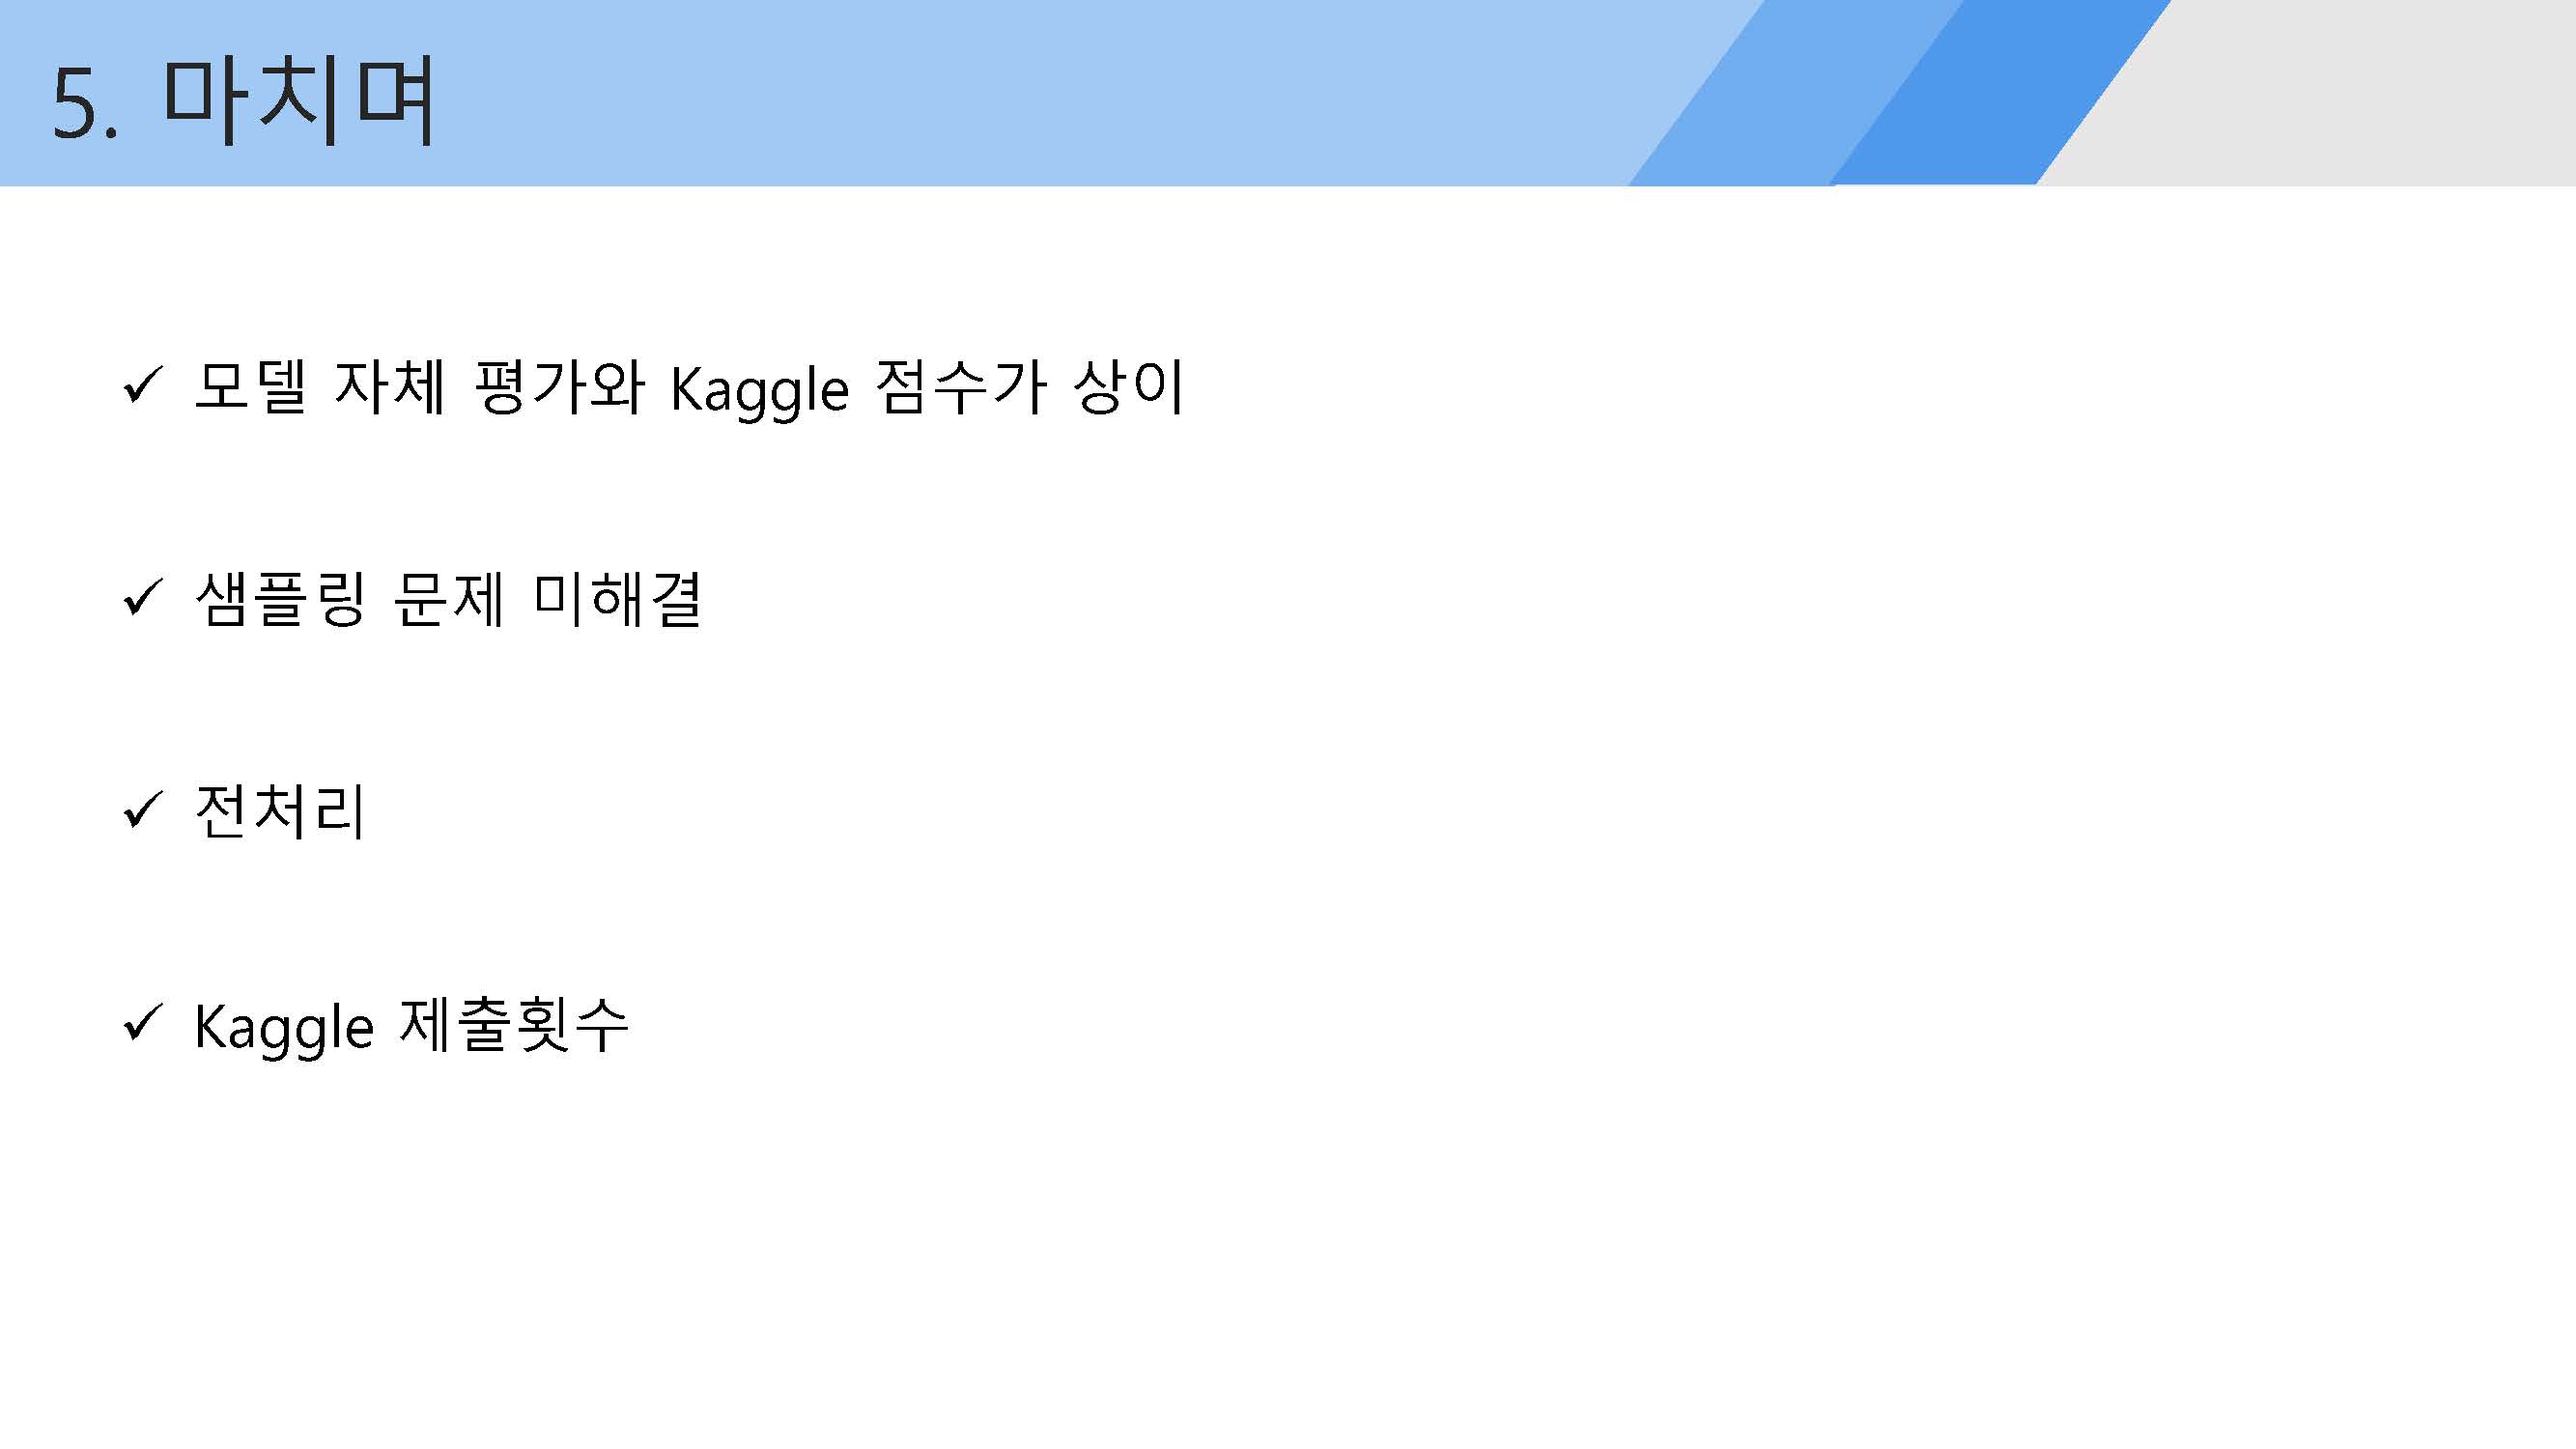 5. 마치며
✓ 모델 자체 평가와 Kaggle 점수가 상이
✓ 샘플링 문제 미해결
✓ 전처리
✓ Kaggle 제출횟수